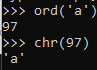 >>> ord('a')
97
>>> chr(97)
'a'